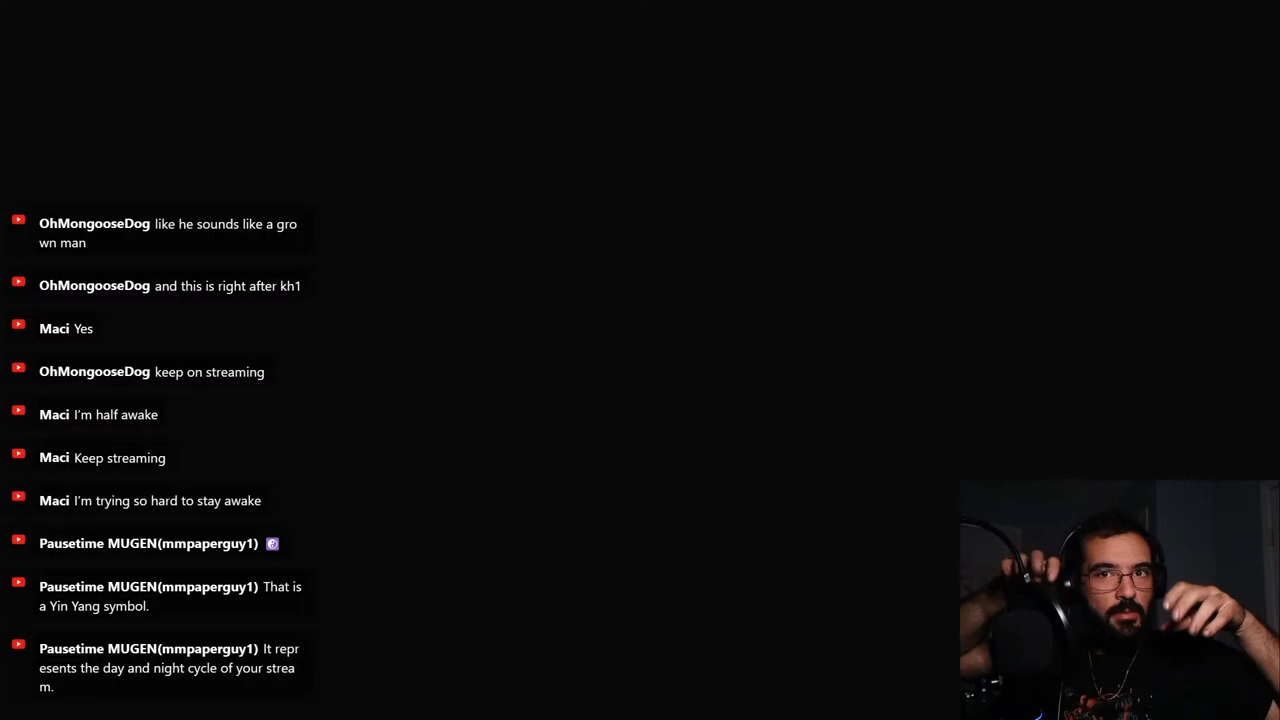 OhMongooseDog like he sounds like a gro
wn man
OhMongooseDog and this is right after kh1
Maci Yes
OhMongooseDog keep on streaming
Maci I'm half awake
Maci Keep streaming
Maci I'm trying so hard to stay awake
Pausetime MUGEN(mmpaperguy1) ☯
Pausetime MUGEN(mmpaperguy1) That is
a Yin Yang symbol.
Pausetime MUGEN(mmpaperguy1) It repr
esents the day and night cycle of your strea
m.